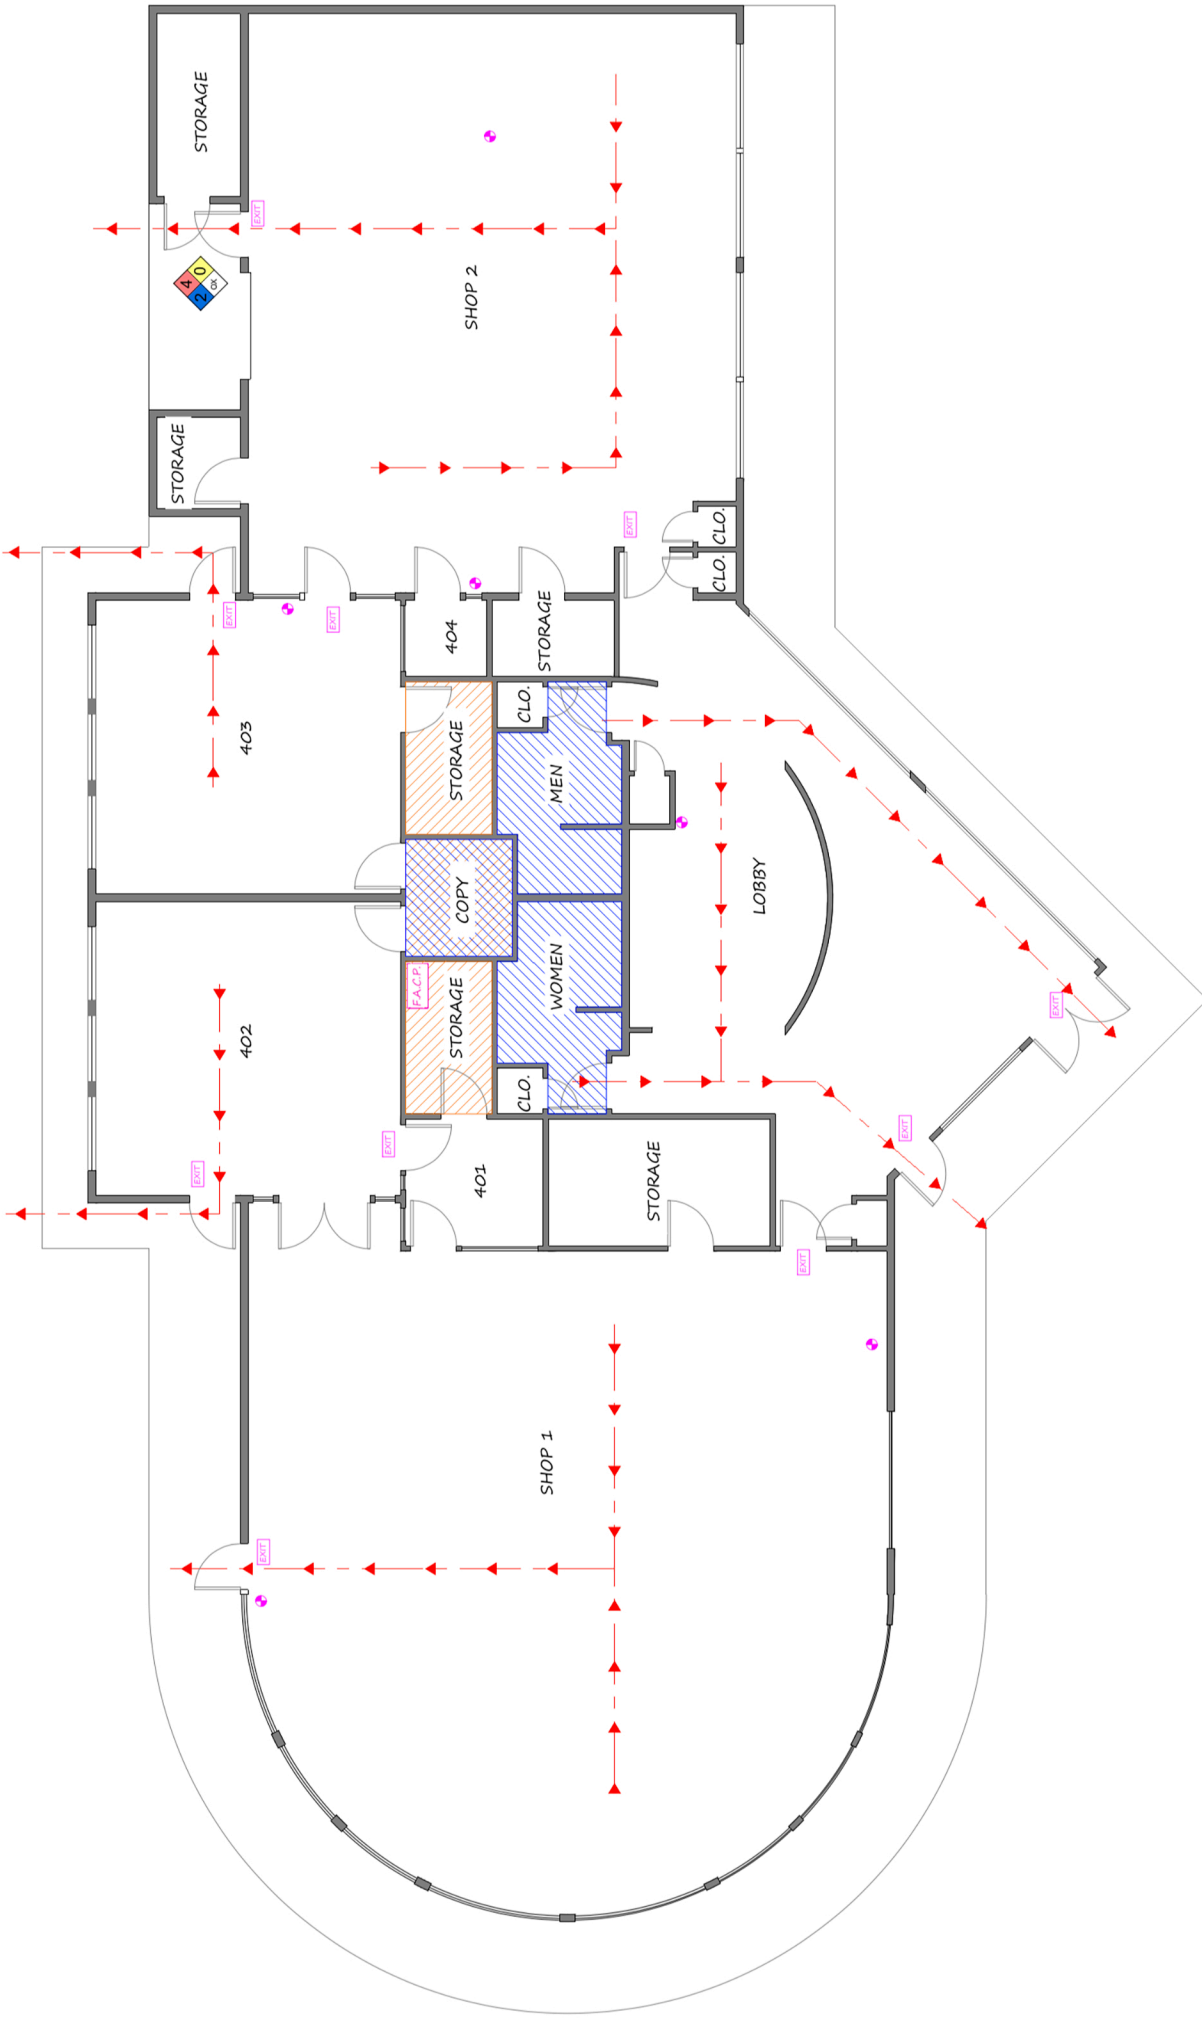 STORAGE
EXIT
4
2
0
OX
SHOP 2
STORAGE
EXIT
CLO.
CLO.
EXIT
EXIT
404
STORAGE
403
STORAGE
CLO.
MEN
COPY
LOBBY
F.A.C.P.
STORAGE
WOMEN
402
CLO.
EXIT
EXIT
EXIT
EXIT
401
STORAGE
EXIT
SHOP 1
EXIT